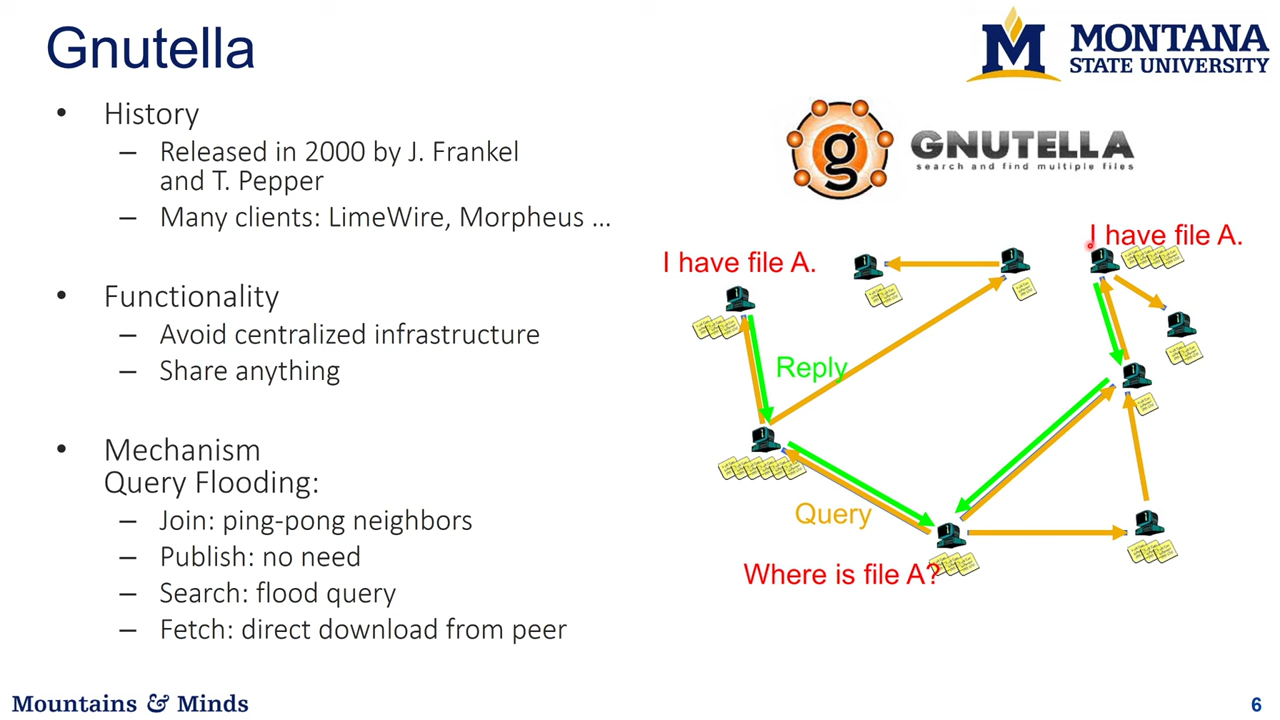 Gnutella
MONTANA
STATE UNIVERSITY
• History
– Released in 2000 by J. Frankel
and T. Pepper
– Many clients: LimeWire, Morpheus ...
• Functionality
– Avoid centralized infrastructure
– Share anything
• Mechanism
Query Flooding:
– Join: ping-pong neighbors
– Publish: no need
– Search: flood query
– Fetch: direct download from peer
g
GNUTELLA
search and find multiple files
I have file A.
I have file A.
Reply
Query
Where is file A?
Mountains & Minds
6